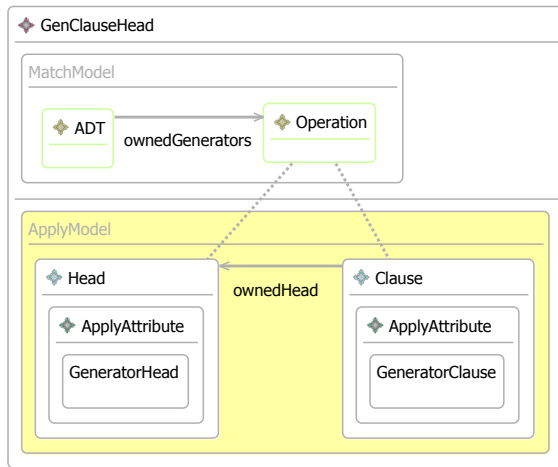 GenClauseHead
MatchModel
ADT
Operation
ownedGenerators
ApplyModel
Head
Clause
ownedHead
ApplyAttribute
ApplyAttribute
GeneratorHead
GeneratorClause